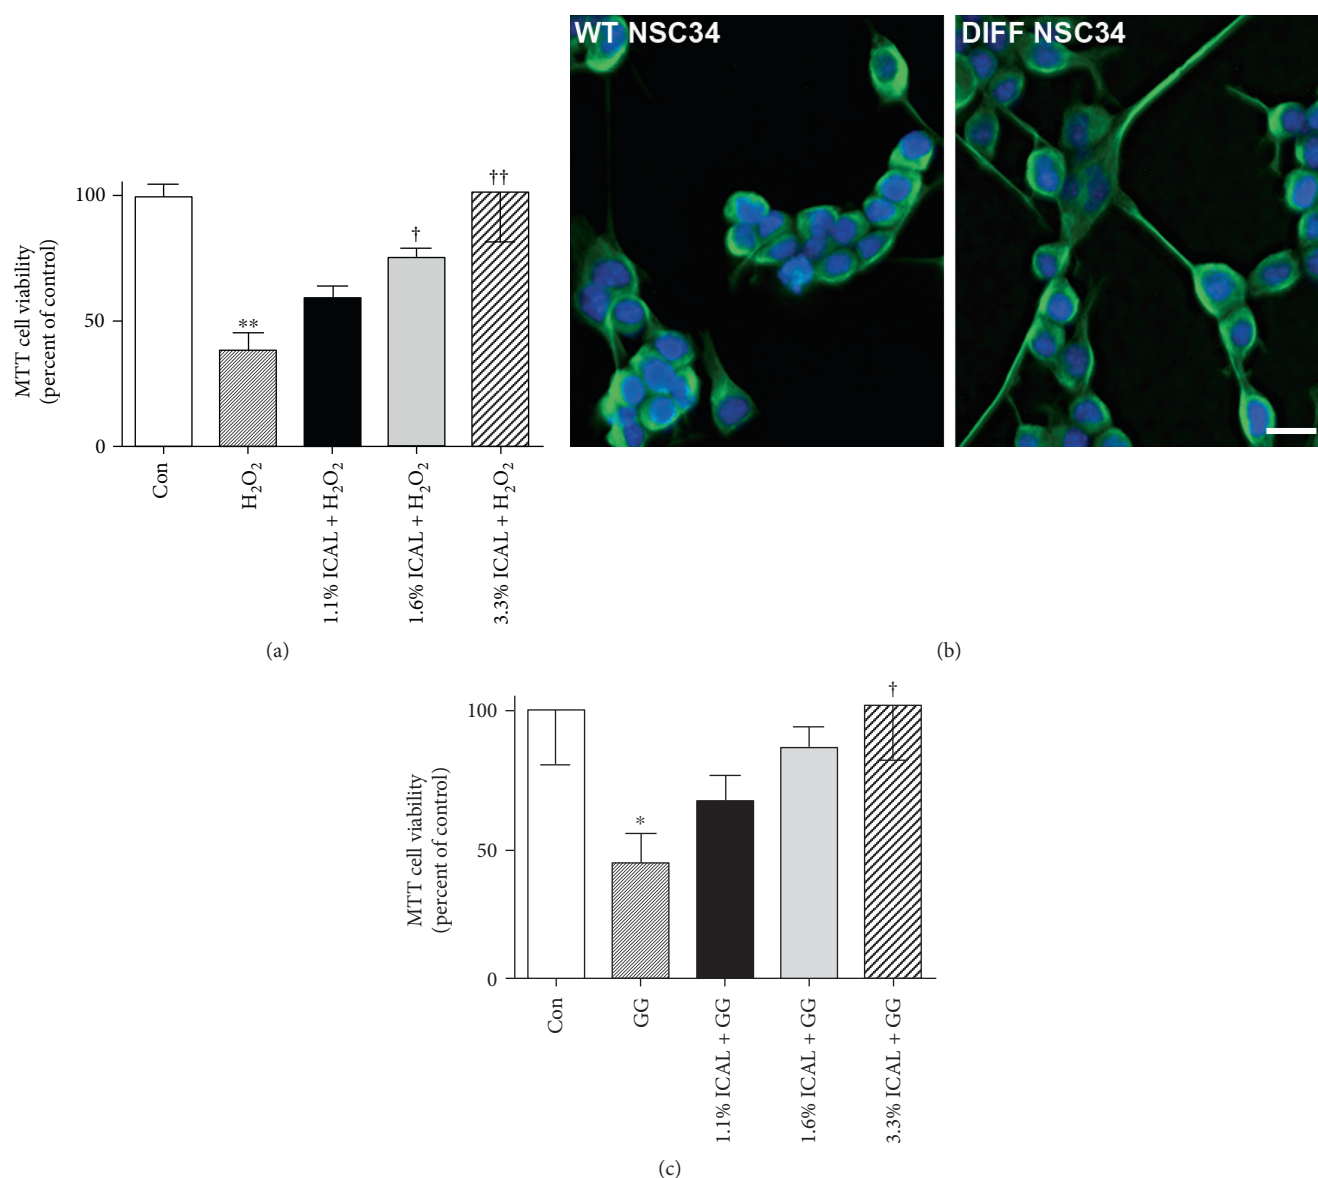 MTT cell viability
(percent of control)
100
50
0
**
†
††
Con
H₂O₂
1.1% ICAL + H₂O₂
1.6% ICAL + H₂O₂
3.3% ICAL + H₂O₂
(a)
WT NSC34
DIFF NSC34
(b)
MTT cell viability
(percent of control)
100
50
0
*
†
Con
GG
1.1% ICAL + GG
1.6% ICAL + GG
3.3% ICAL + GG
(c)